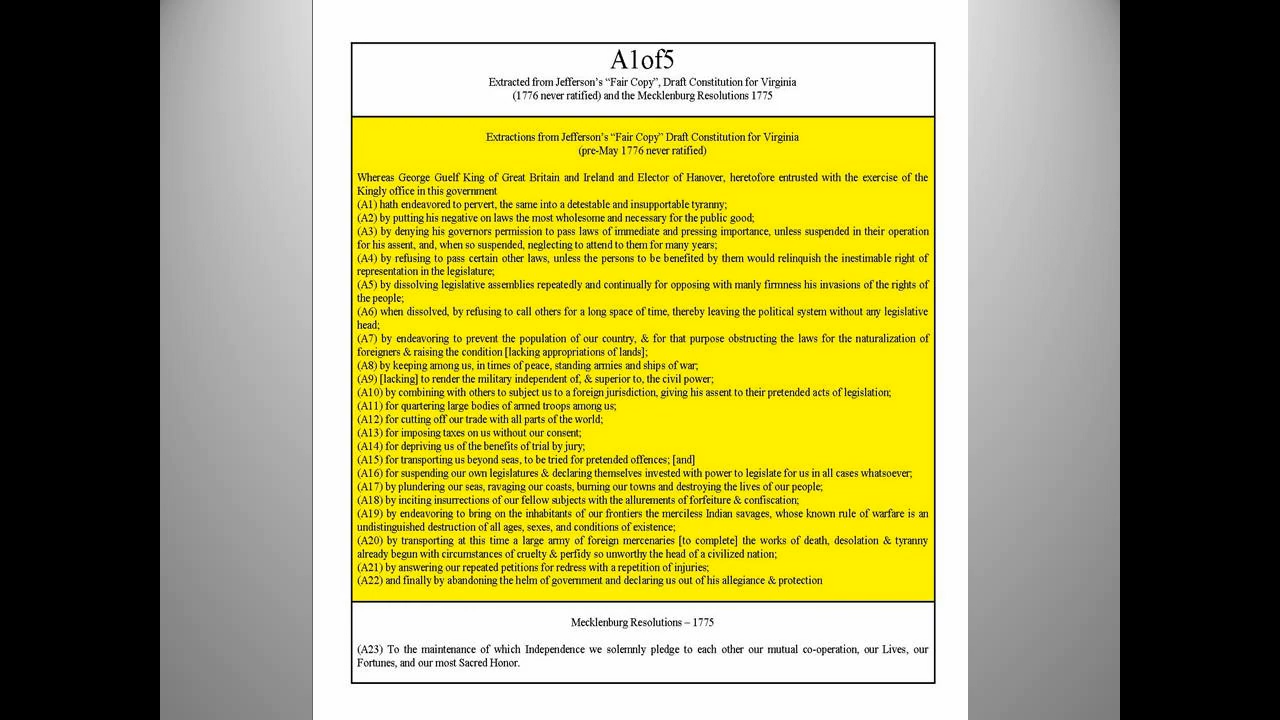 A1of5
Extracted from Jefferson's “Fair Copy”, Draft Constitution for Virginia
(1776 never ratified) and the Mecklenburg Resolutions 1775
Extractions from Jefferson's “Fair Copy” Draft Constitution for Virginia
(pre-May 1776 never ratified)
Whereas George Guelf King of Great Britain and Ireland and Elector of Hanover, heretofore entrusted with the exercise of the
Kingly office in this government
(A1) hath endeavored to pervert, the same into a detestable and insupportable tyranny;
(A2) by putting his negative on laws the most wholesome and necessary for the public good;
(A3) by denying his governors permission to pass laws of immediate and pressing importance, unless suspended in their operation
for his assent, and, when so suspended, neglecting to attend to them for many years;
(A4) by refusing to pass certain other laws, unless the persons to be benefited by them would relinquish the inestimable right of
representation in the legislature;
(A5) by dissolving legislative assemblies repeatedly and continually for opposing with manly firmness his invasions of the rights of
the people;
(A6) when dissolved, by refusing to call others for a long space of time, thereby leaving the political system without any legislative
head;
(A7) by endeavoring to prevent the population of our country, & for that purpose obstructing the laws for the naturalization of
foreigners & raising the condition [lacking appropriations of lands];
(A8) by keeping among us, in times of peace, standing armies and ships of war;
(A9) [lacking] to render the military independent of, & superior to, the civil power;
(A10) by combining with others to subject us to a foreign jurisdiction, giving his assent to their pretended acts of legislation;
(A11) for quartering large bodies of armed troops among us;
(A12) for cutting off our trade with all parts of the world;
(A13) for imposing taxes on us without our consent;
(A14) for depriving us of the benefits of trial by jury;
(A15) for transporting us beyond seas, to be tried for pretended offences; [and]
(A16) for suspending our own legislatures & declaring themselves invested with power to legislate for us in all cases whatsoever;
(A17) by plundering our seas, ravaging our coasts, burning our towns and destroying the lives of our people;
(A18) by inciting insurrections of our fellow subjects with the allurements of forfeiture & confiscation;
(A19) by endeavoring to bring on the inhabitants of our frontiers the merciless Indian savages, whose known rule of warfare is an
undistinguished destruction of all ages, sexes, and conditions of existence;
(A20) by transporting at this time a large army of foreign mercenaries [to complete] the works of death, desolation & tyranny
already begun with circumstances of cruelty & perfidy so unworthy the head of a civilized nation;
(A21) by answering our repeated petitions for redress with a repetition of injuries;
(A22) and finally by abandoning the helm of government and declaring us out of his allegiance & protection
Mecklenburg Resolutions – 1775
(A23) To the maintenance of which Independence we solemnly pledge to each other our mutual co-operation, our Lives, our
Fortunes, and our most Sacred Honor.